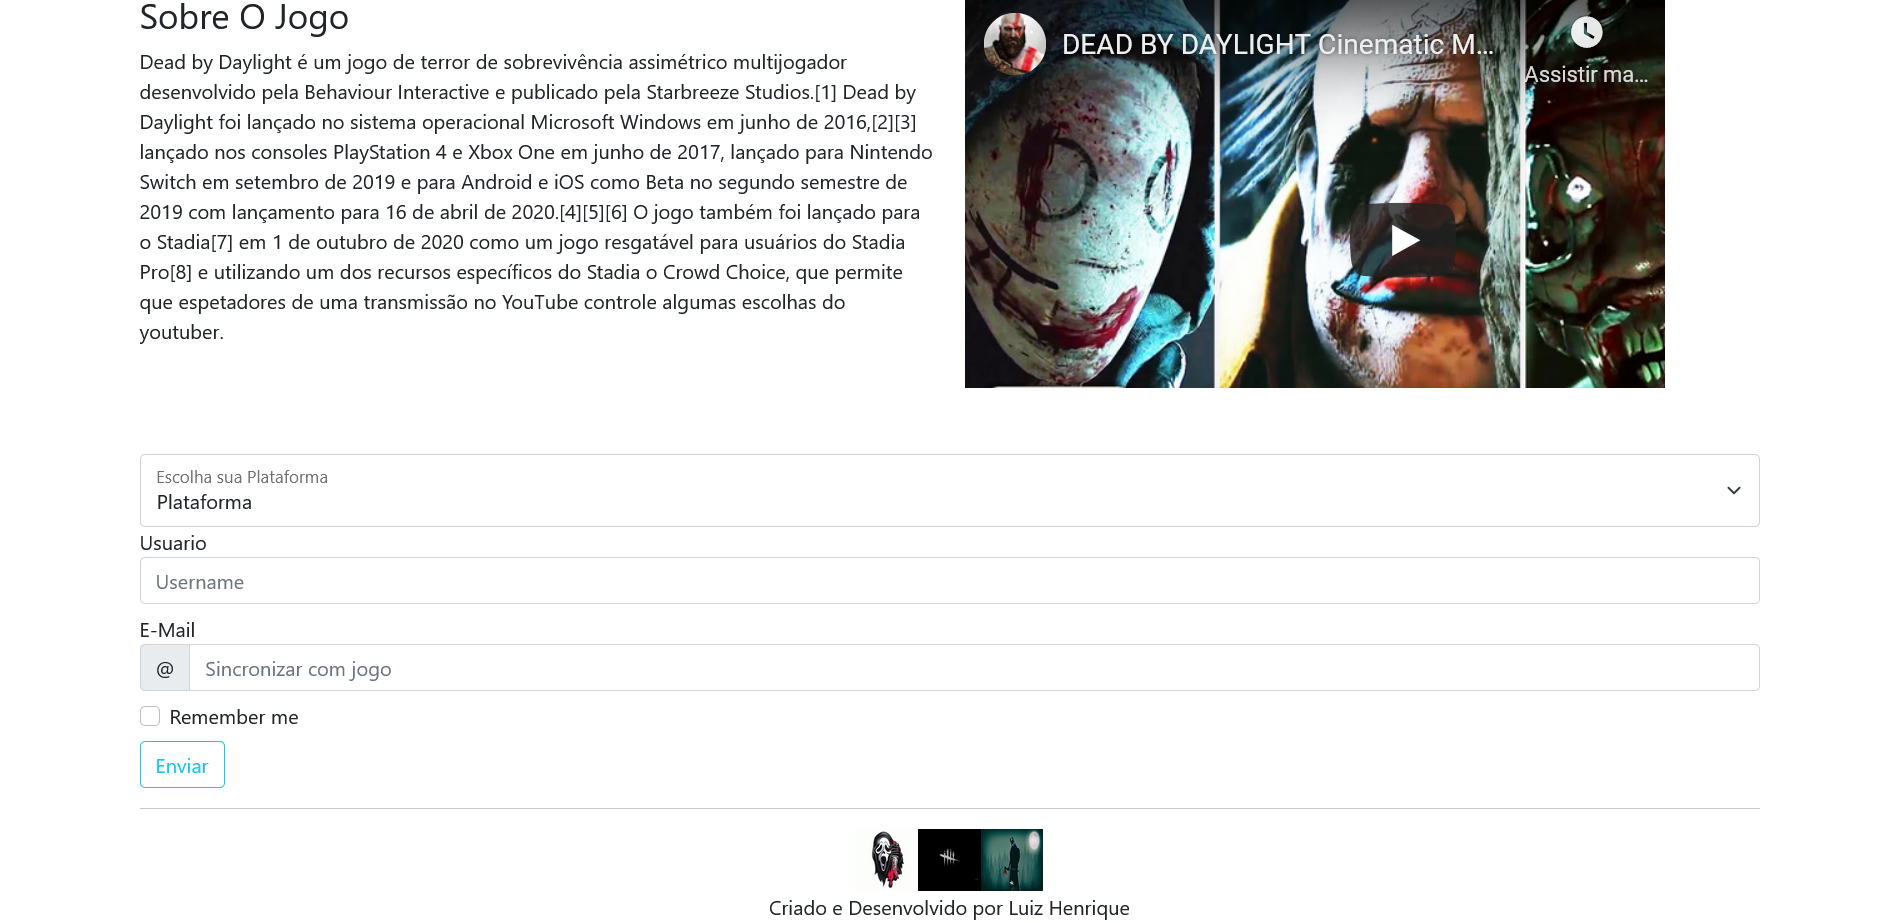 Sobre O Jogo
Dead by Daylight é um jogo de terror de sobrevivência assimétrico multijogador
desenvolvido pela Behaviour Interactive e publicado pela Starbreeze Studios.[1] Dead by
Daylight foi lançado no sistema operacional Microsoft Windows em junho de 2016,[2][3]
lançado nos consoles PlayStation 4 e Xbox One em junho de 2017, lançado para Nintendo
Switch em setembro de 2019 e para Android e iOS como Beta no segundo semestre de
2019 com lançamento para 16 de abril de 2020.[4][5][6] O jogo também foi lançado para
o Stadia[7] em 1 de outubro de 2020 como um jogo resgatável para usuários do Stadia
Pro[8] e utilizando um dos recursos específicos do Stadia o Crowd Choice, que permite
que espetadores de uma transmissão no YouTube controle algumas escolhas do
youtuber.
DEAD BY DAYLIGHT Cinematic M...
Assistir ma...
Escolha sua Plataforma
Plataforma
Usuario
Username
E-Mail
@ Sincronizar com jogo
Remember me
Enviar
Criado e Desenvolvido por Luiz Henrique